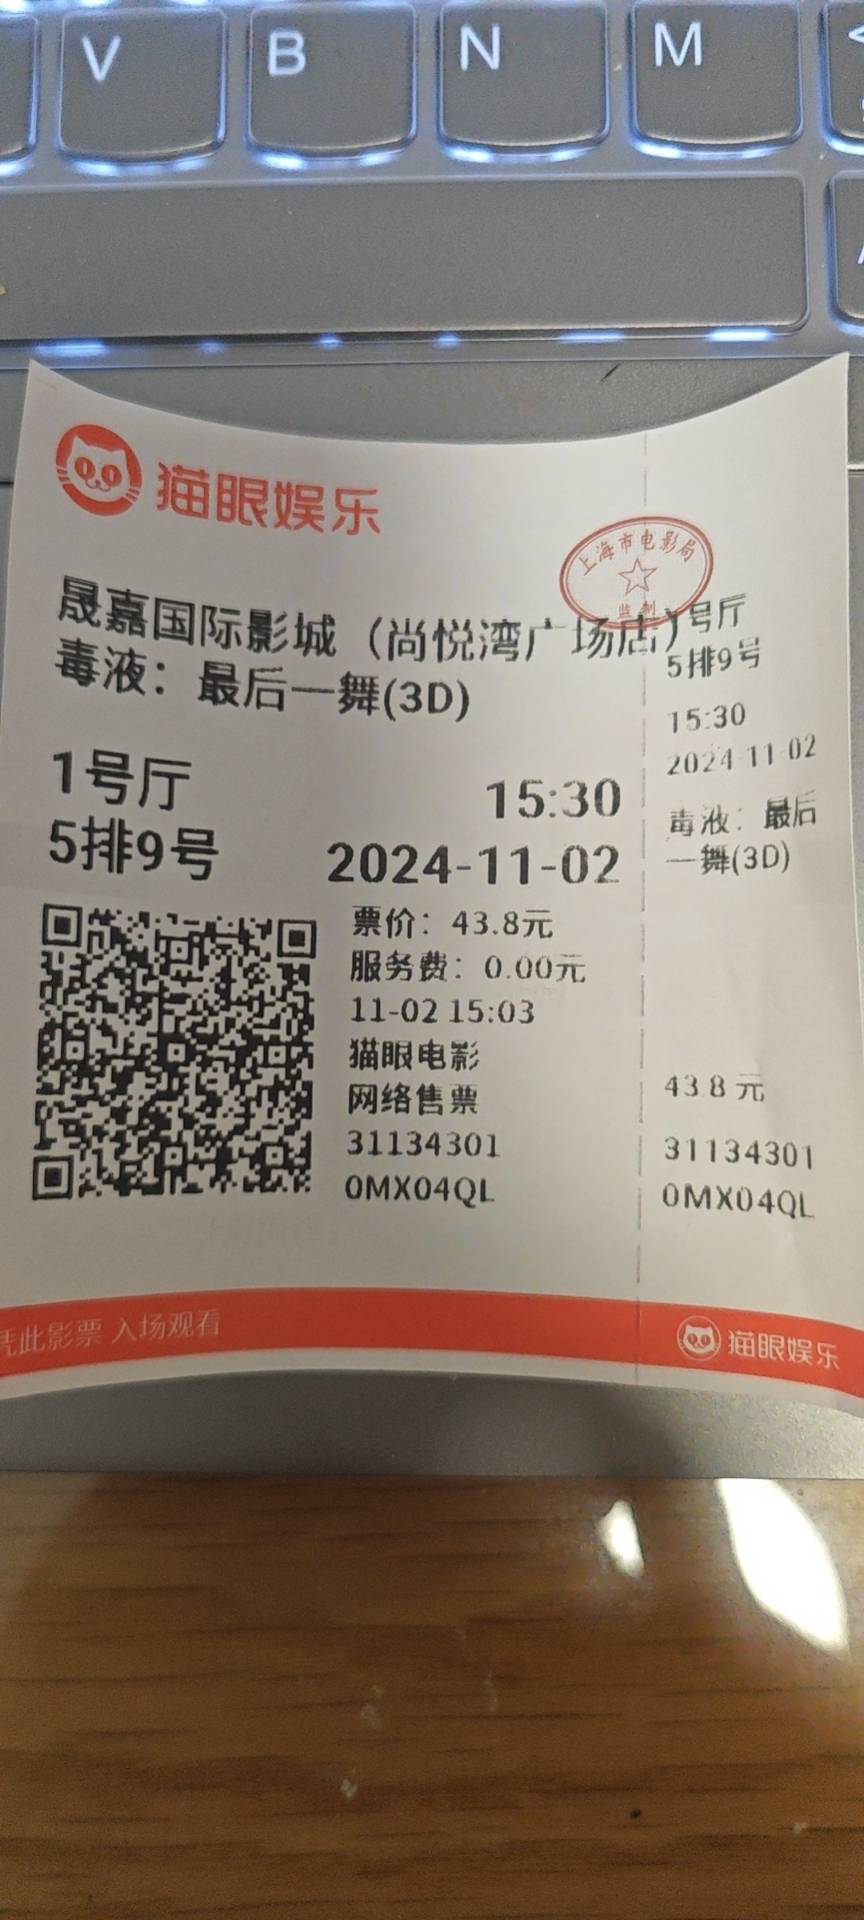 V B N M
猫眼娱乐
上海市电影局
监制
晟嘉国际影城（尚悦湾广场店）
毒液：最后一舞(3D)
1号厅
15:30
5排9号
2024-11-02
票价：43.8元
服务费：0.00元
11-02 15:03
猫眼电影
网络售票
31134301
0MX04QL
号厅
5排9号
15:30
2024-11-02
毒液：最后
一舞(3D)
43.8 元
31134301
0MX04QL
凭此影票 入场观看
猫眼娱乐